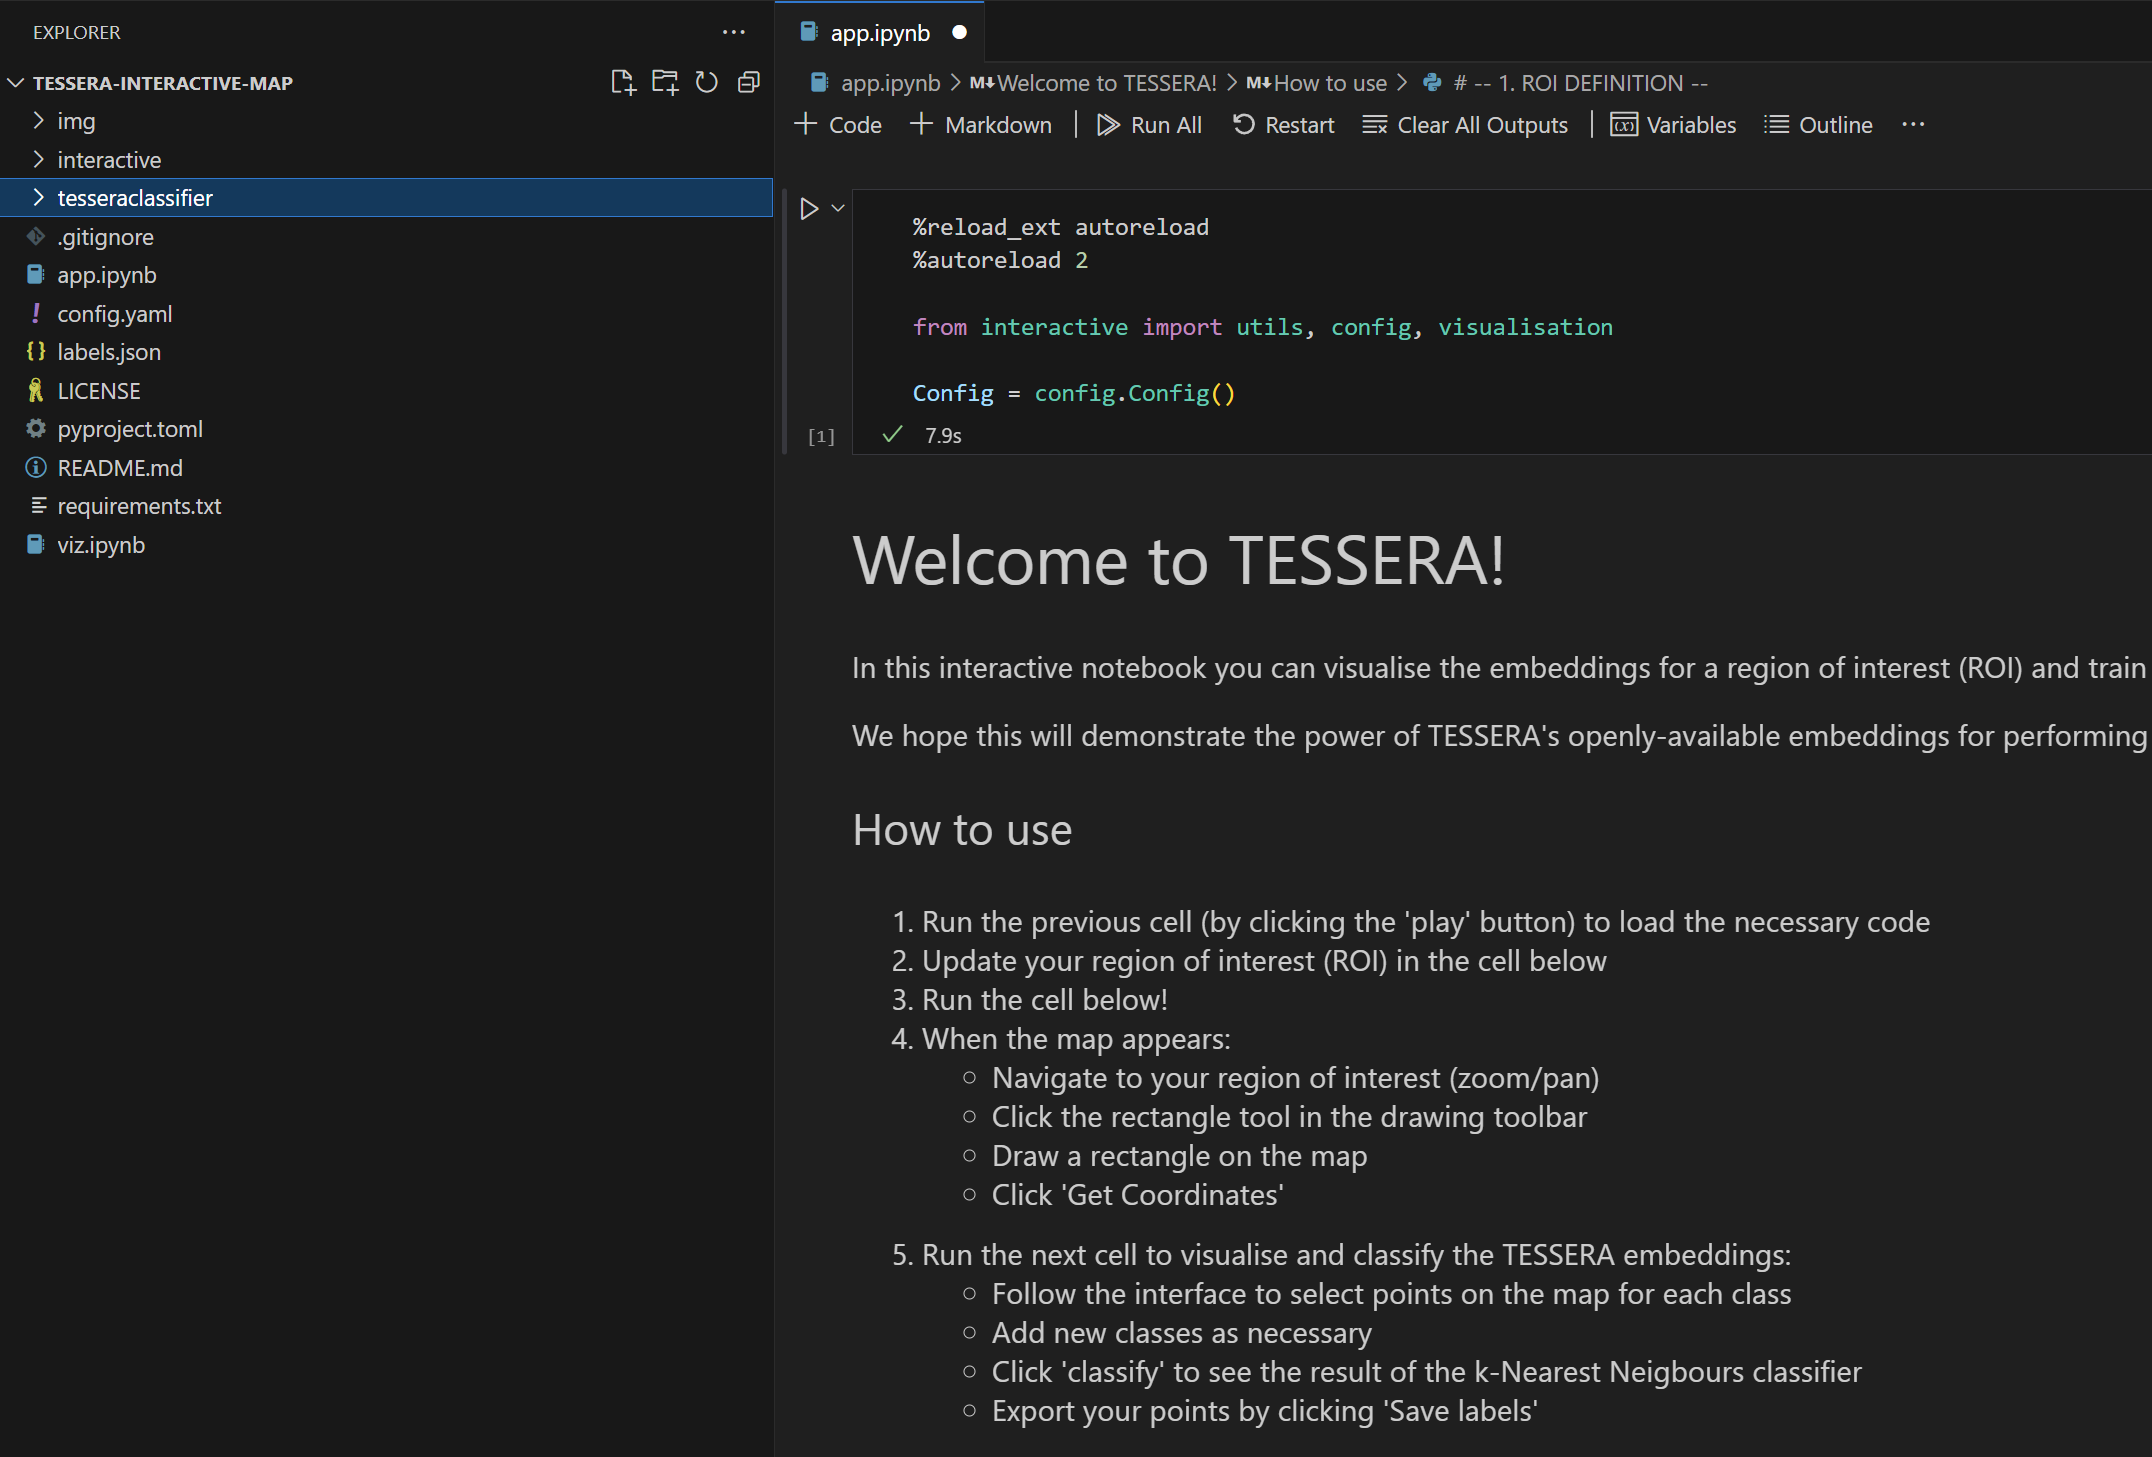 EXPLORER
TESSERA-INTERACTIVE-MAP
img
interactive
tesseraclassifier
.gitignore
app.ipynb
config.yaml
labels.json
LICENSE
pyproject.toml
README.md
requirements.txt
viz.ipynb
app.ipynb
app.ipynb > M↓Welcome to TESSERA! > M↓How to use > # -- 1. ROI DEFINITION --
+ Code + Markdown | Run All Restart Clear All Outputs | Variables Outline ...
%reload_ext autoreload
%autoreload 2
from interactive import utils, config, visualisation
Config = config.Config()
[1] ✓ 7.9s
Welcome to TESSERA!
In this interactive notebook you can visualise the embeddings for a region of interest (ROI) and train
We hope this will demonstrate the power of TESSERA's openly-available embeddings for performing
How to use
1. Run the previous cell (by clicking the 'play' button) to load the necessary code
2. Update your region of interest (ROI) in the cell below
3. Run the cell below!
4. When the map appears:
○ Navigate to your region of interest (zoom/pan)
○ Click the rectangle tool in the drawing toolbar
○ Draw a rectangle on the map
○ Click 'Get Coordinates'
5. Run the next cell to visualise and classify the TESSERA embeddings:
○ Follow the interface to select points on the map for each class
○ Add new classes as necessary
○ Click 'classify' to see the result of the k-Nearest Neigbours classifier
○ Export your points by clicking 'Save labels'